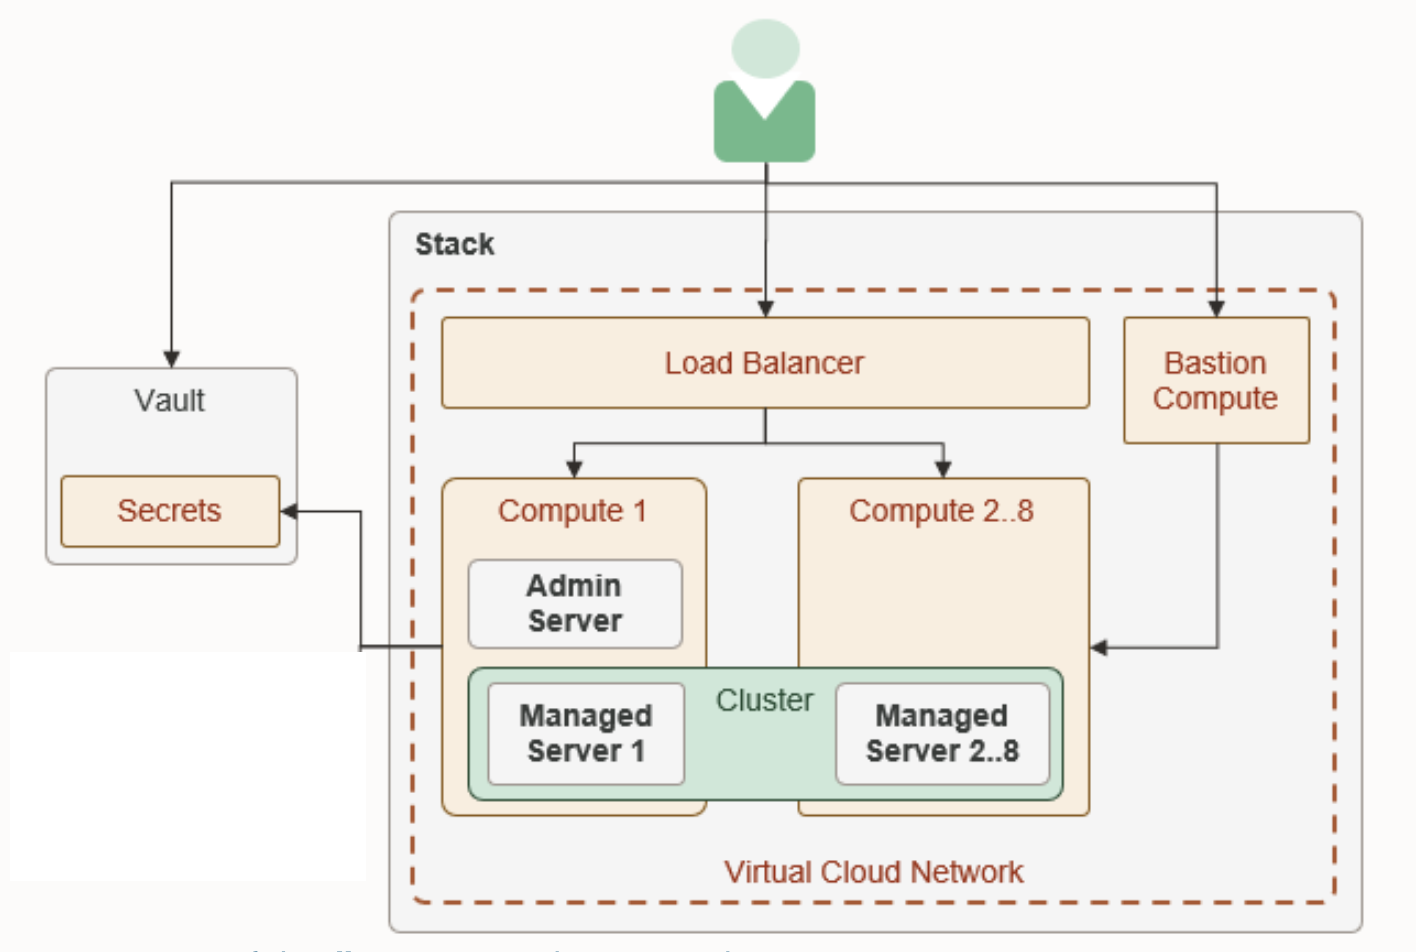 Stack
Load Balancer
Bastion
Compute
Vault
Secrets
Compute 1
Compute 2..8
Admin
Server
Cluster
Managed
Server 1
Managed
Server 2..8
Virtual Cloud Network